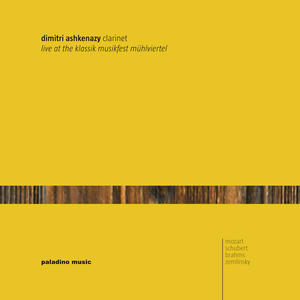 dimitri ashkenazy clarinet
live at the klassik musikfest mühlviertel
paladino music
mozart
schubert
brahms
zemlinsky